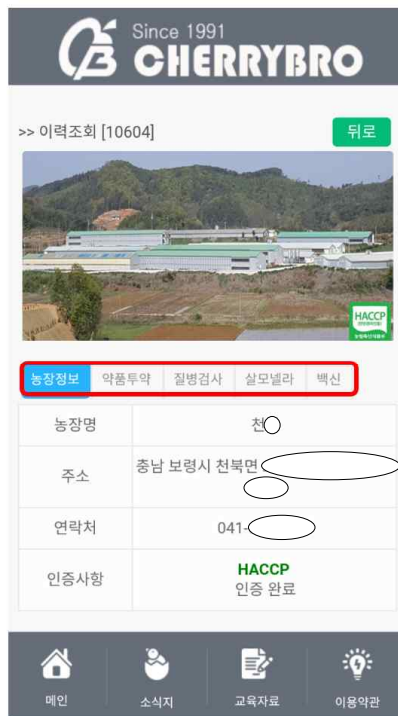 Since 1991
CB CHERRYBRO
>> 이력조회 [10604]
뒤로
HACCP
농장정보 약품투약 질병검사 살모넬라 백신
농장명 천
주소 충남 보령시 천북면
연락처 041-
인증사항 HACCP
인증 완료
메인 소식지 교육자료 이용약관